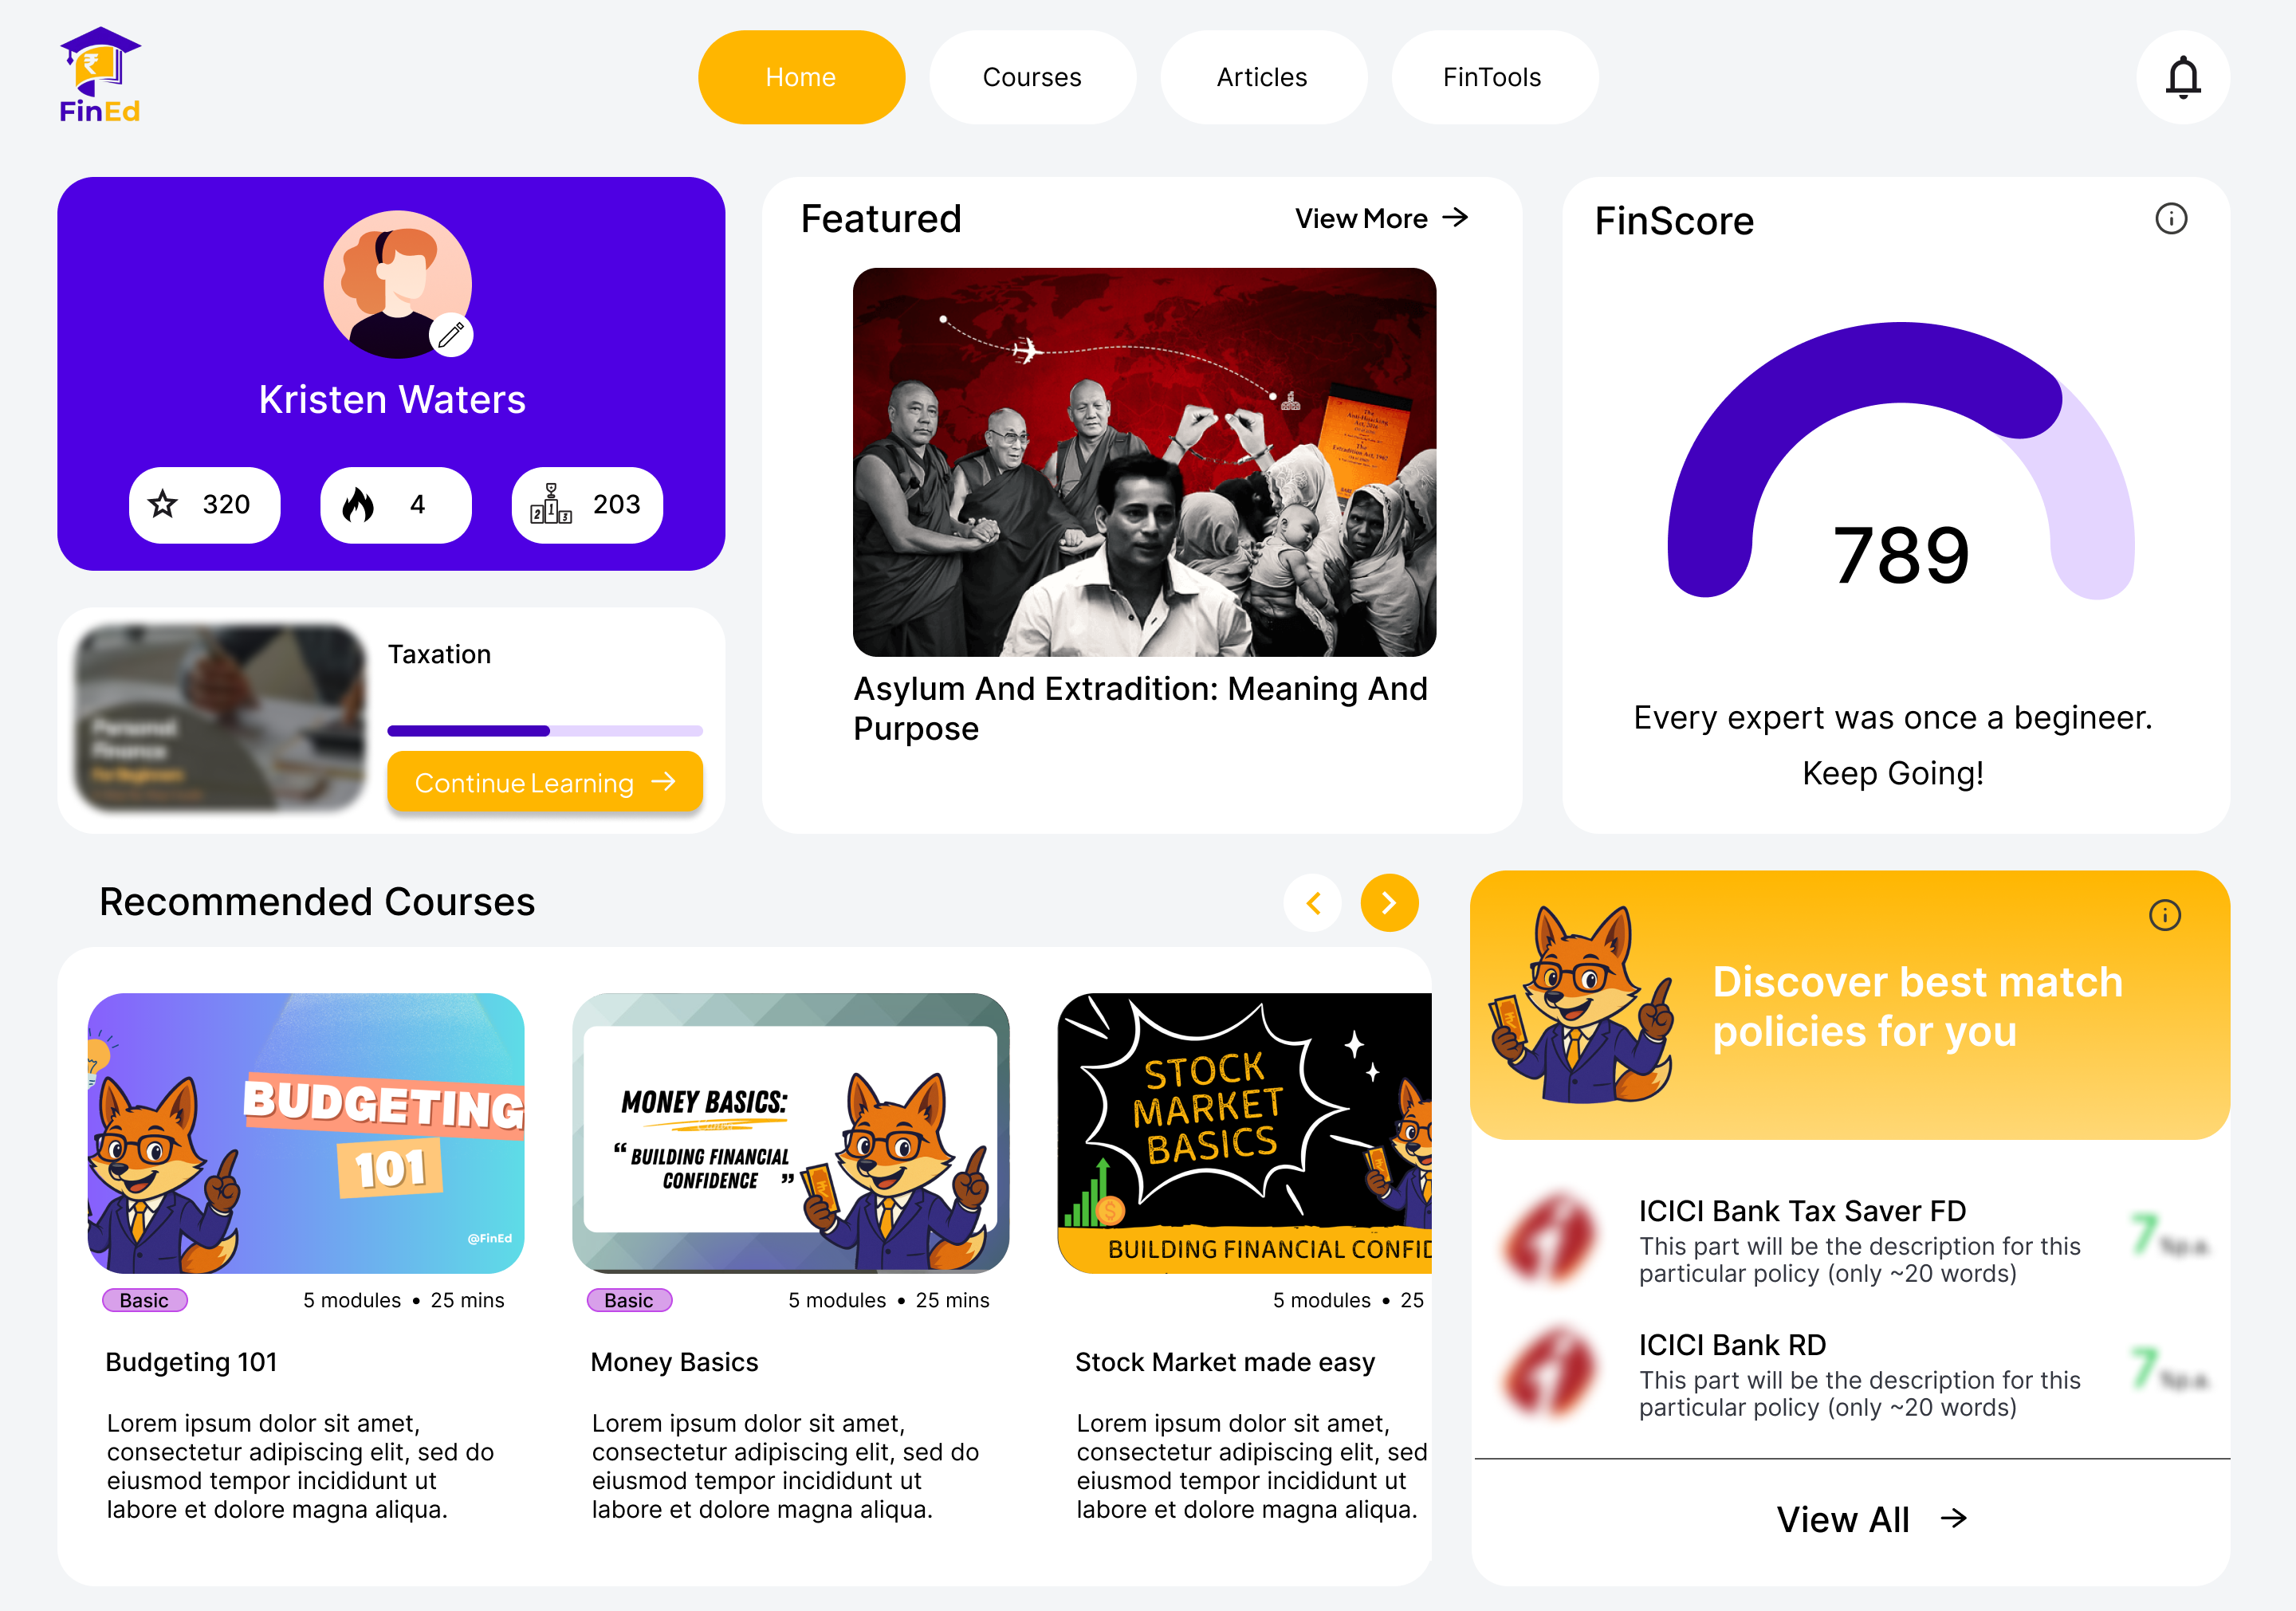 FinEd
Home
Courses
Articles
FinTools
Kristen Waters
320
4
203
Taxation
Personal
Finance
For Beginners
Continue Learning
Featured
View More
Asylum And Extradition: Meaning And
Purpose
FinScore
789
Every expert was once a begineer.
Keep Going!
Recommended Courses
BUDGETING
101
@FinEd
Basic
5 modules • 25 mins
Budgeting 101
Lorem ipsum dolor sit amet,
consectetur adipiscing elit, sed do
eiusmod tempor incididunt ut
labore et dolore magna aliqua.
MONEY BASICS:
“ BUILDING FINANCIAL
CONFIDENCE ”
Basic
5 modules • 25 mins
Money Basics
Lorem ipsum dolor sit amet,
consectetur adipiscing elit, sed do
eiusmod tempor incididunt ut
labore et dolore magna aliqua.
STOCK
MARKET
BASICS
BUILDING FINANCIAL CONFID
5 modules • 25
Stock Market made easy
Lorem ipsum dolor sit amet,
consectetur adipiscing elit, sed
eiusmod tempor incididunt ut
labore et dolore magna aliqua.
Discover best match
policies for you
ICICI Bank Tax Saver FD
This part will be the description for this
particular policy (only ~20 words)
7
ICICI Bank RD
This part will be the description for this
particular policy (only ~20 words)
7
View All